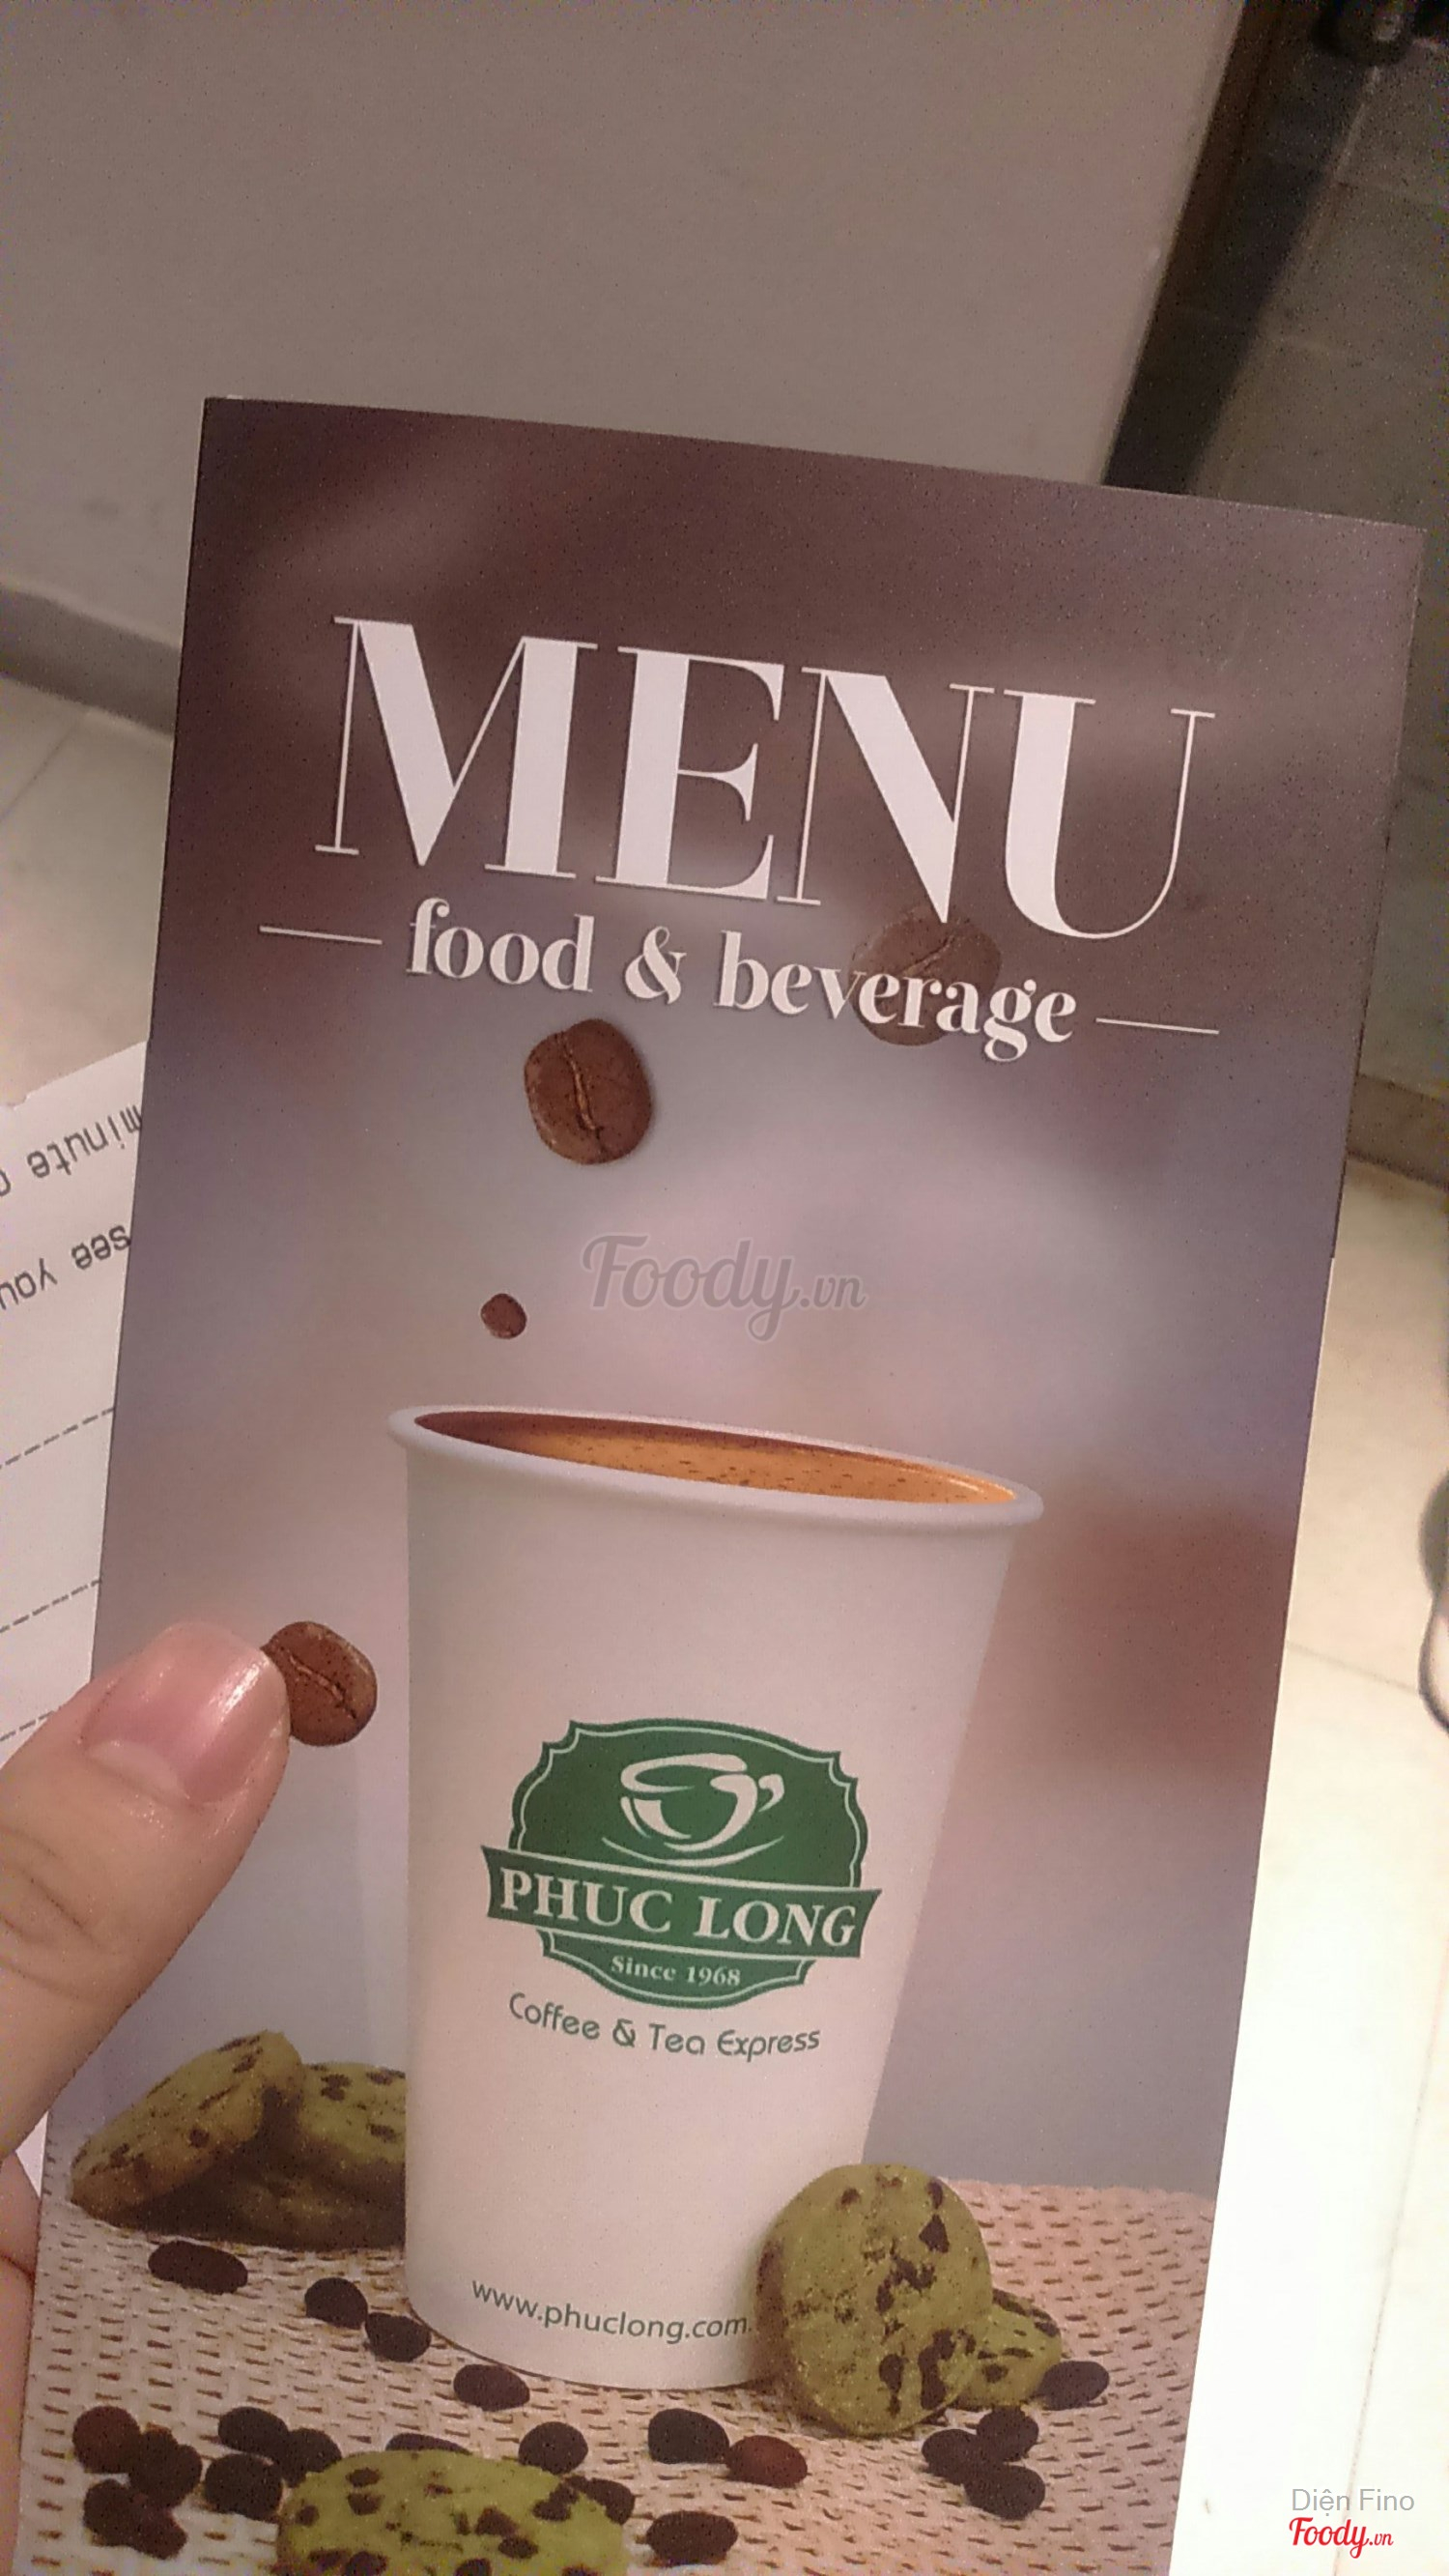 MENU
food & beverage
minute
see you
Foody.vn
PHUC LONG
Since 1968
Coffee & Tea Express
www.phuclong.com.
Diện Fino
Foody.vn